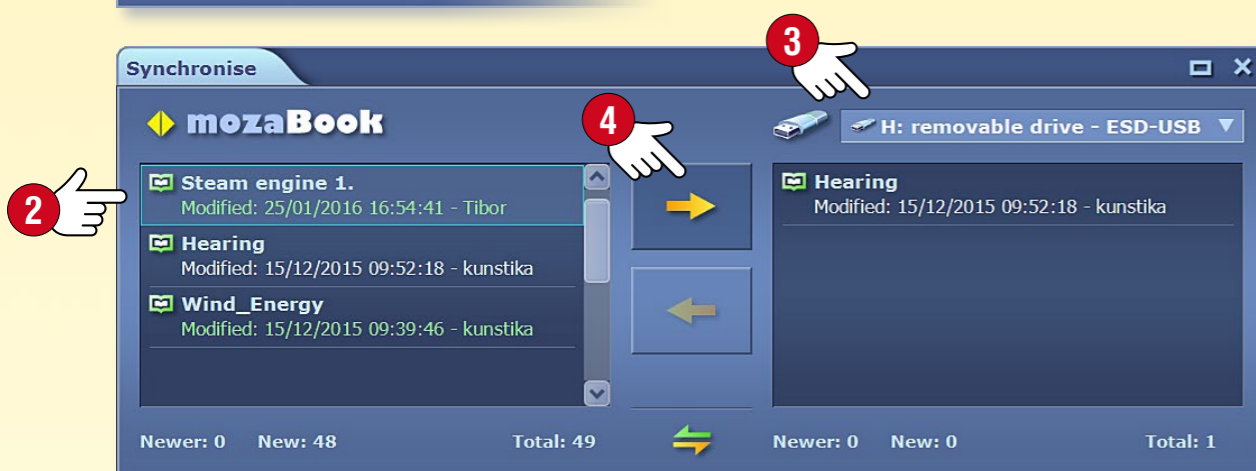 Synchronise
3
mozaBook
4
H: removable drive - ESD-USB
2
Steam engine 1.
Modified: 25/01/2016 16:54:41 - Tibor
Hearing
Modified: 15/12/2015 09:52:18 - kunstika
Wind_Energy
Modified: 15/12/2015 09:39:46 - kunstika
Hearing
Modified: 15/12/2015 09:52:18 - kunstika
Newer: 0 New: 48 Total: 49
Newer: 0 New: 0 Total: 1